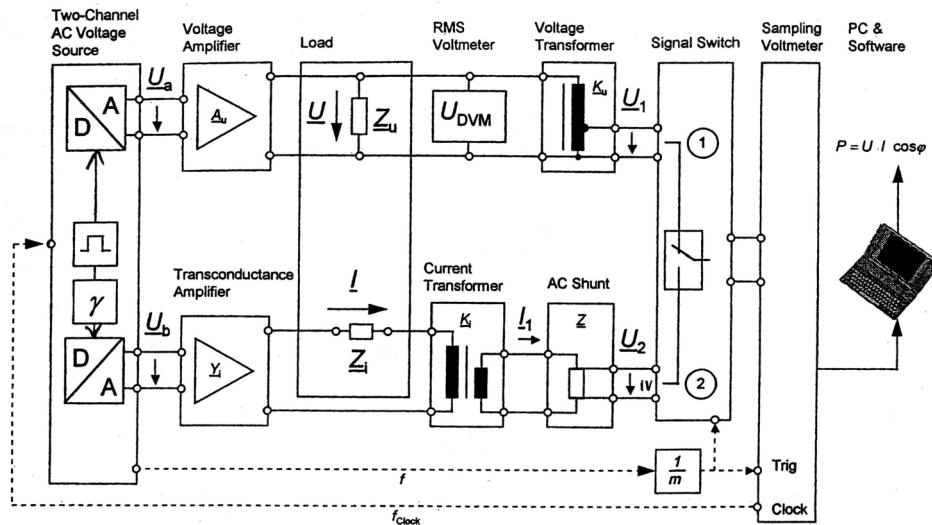 Two-Channel
AC Voltage
Source
Voltage
Amplifier
Load
RMS
Voltmeter
Voltage
Transformer
Signal Switch
Sampling
Voltmeter
PC &
Software
A
D
U_a
A_u
U
Z_u
U_DVM
K_u
U_1
1
P = U · I cosφ
γ
D
A
U_b
Transconductance
Amplifier
Y_i
I
Z_i
Current
Transformer
K_i
I_1
AC Shunt
Z
U_2
1V
2
f
1/m
Trig
Clock
f_Clock